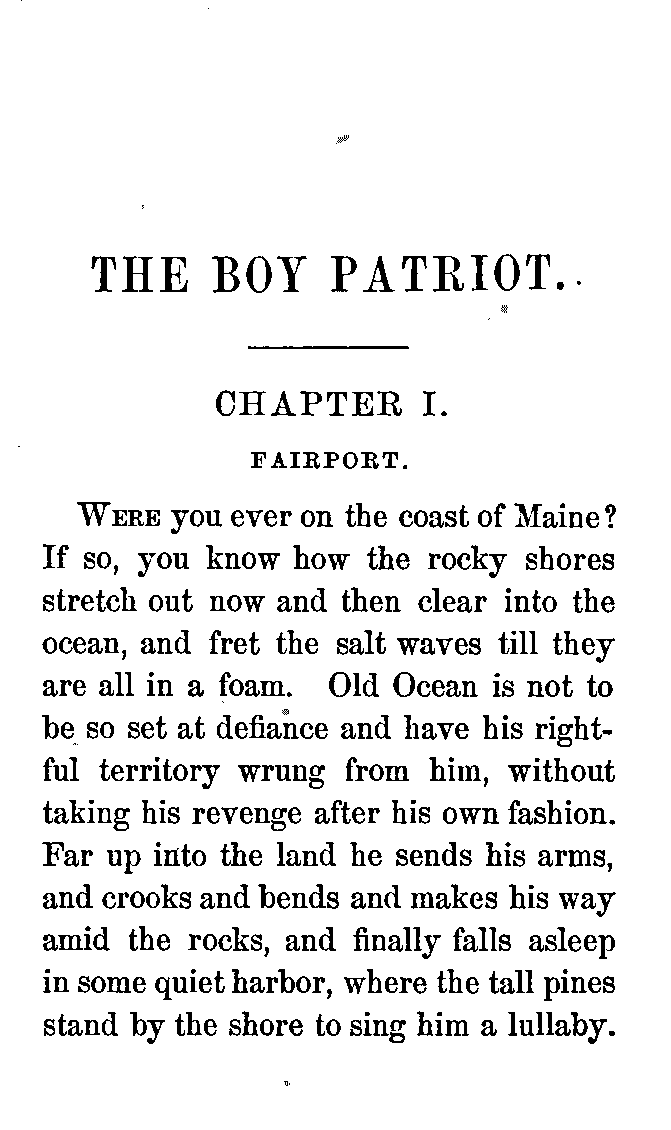 THE BOY PATRIOT.
CHAPTER I.
FAIRPORT.
WERE you ever on the coast of Maine?
If so, you know how the rocky shores
stretch out now and then clear into the
ocean, and fret the salt waves till they
are all in a foam. Old Ocean is not to
be so set at defiance and have his right-
ful territory wrung from him, without
taking his revenge after his own fashion.
Far up into the land he sends his arms,
and crooks and bends and makes his way
amid the rocks, and finally falls asleep
in some quiet harbor, where the tall pines
stand by the shore to sing him a lullaby.